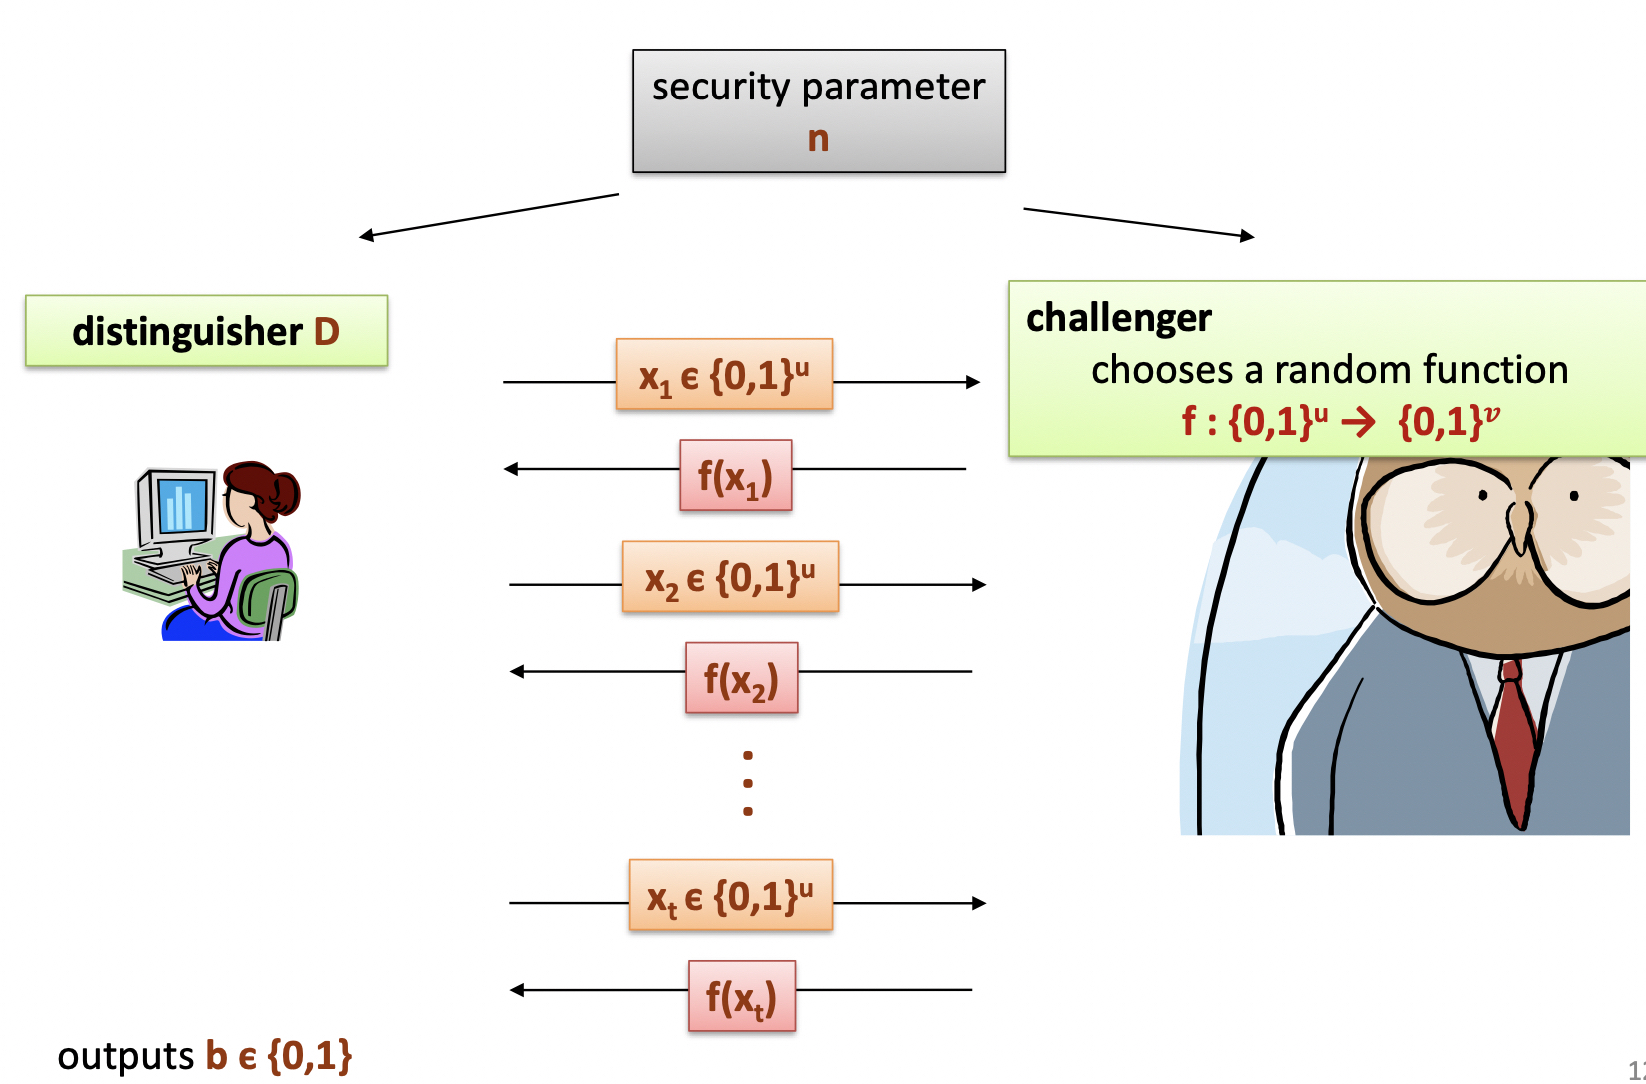 security parameter
n
distinguisher D
challenger
chooses a random function
f : {0,1}ᵘ → {0,1}ᵛ
x₁ ϵ {0,1}ᵘ
f(x₁)
x₂ ϵ {0,1}ᵘ
f(x₂)
⋮
xₜ ϵ {0,1}ᵘ
f(xₜ)
outputs b ϵ {0,1}